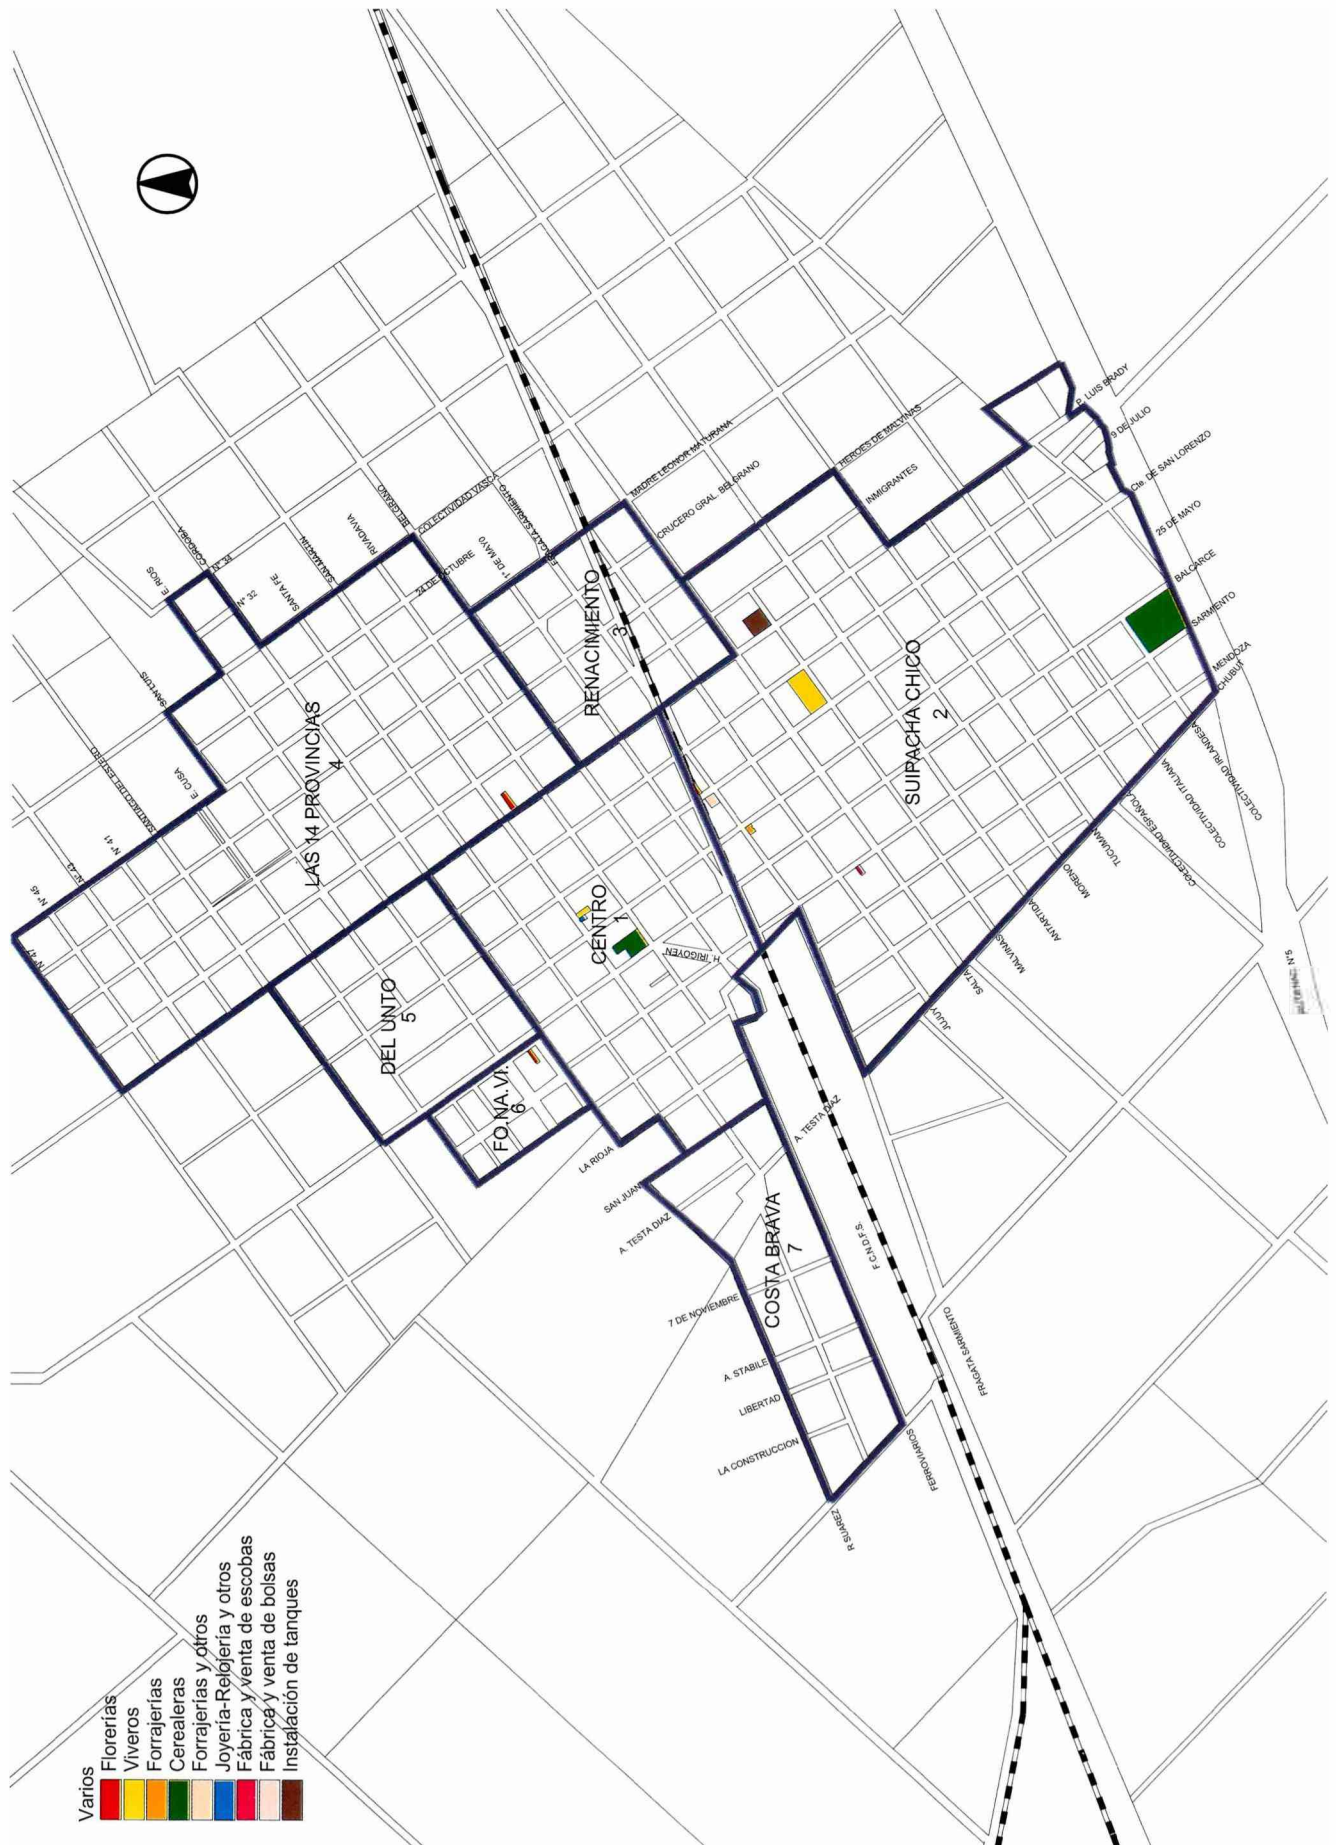 Varios
Florerías
Viveros
Forrajerías
Cerealeras
Forrajerías y otros
Joyería-Relojería y otros
Fábrica y venta de escobas
Fábrica y venta de bolsas
Instalación de tanques
LAS 14 PROVINCIAS
4
RENACIMIENTO
3
SUIPACHA CHICO
2
CENTRO
1
DEL UNTO
5
FO.NA.VI.
6
COSTA BRAVA
7
N° 47
N° 45
N° 43
N° 41
SANTIAGO DEL ESTERO
E. CUSA
SAN LUIS
E. RIOS
CORDOBA
N° 34
N° 32
SANTA FE
SAN MARTIN
RIVADAVIA
BELGRANO
COLECTIVIDAD VASCA
24 DE OCTUBRE
1° DE MAYO
FRAGATA SARMIENTO
MADRE LEONOR MATURANA
CRUCERO GRAL. BELGRANO
HEROES DE MALVINAS
INMIGRANTES
P. LUIS BRADY
9 DE JULIO
Cte. DE SAN LORENZO
25 DE MAYO
BALCARCE
SARMIENTO
MENDOZA
CHUBUT
COLECTIVIDAD IRLANDESA
COLECTIVIDAD ITALIANA
COLECTIVIDAD ESPAÑOLA
TUCUMAN
MORENO
ANTARTIDA
MALVINAS
SALTA
JUJUY
H. IRIGOYEN
LA RIOJA
SAN JUAN
A. TESTA DIAZ
A. TESTA DIAZ
7 DE NOVIEMBRE
A. STABILE
LIBERTAD
LA CONSTRUCCION
R SUAREZ
FERROVIARIOS
FRAGATA SARMIENTO
F.C.N.D.F.S.
N°5